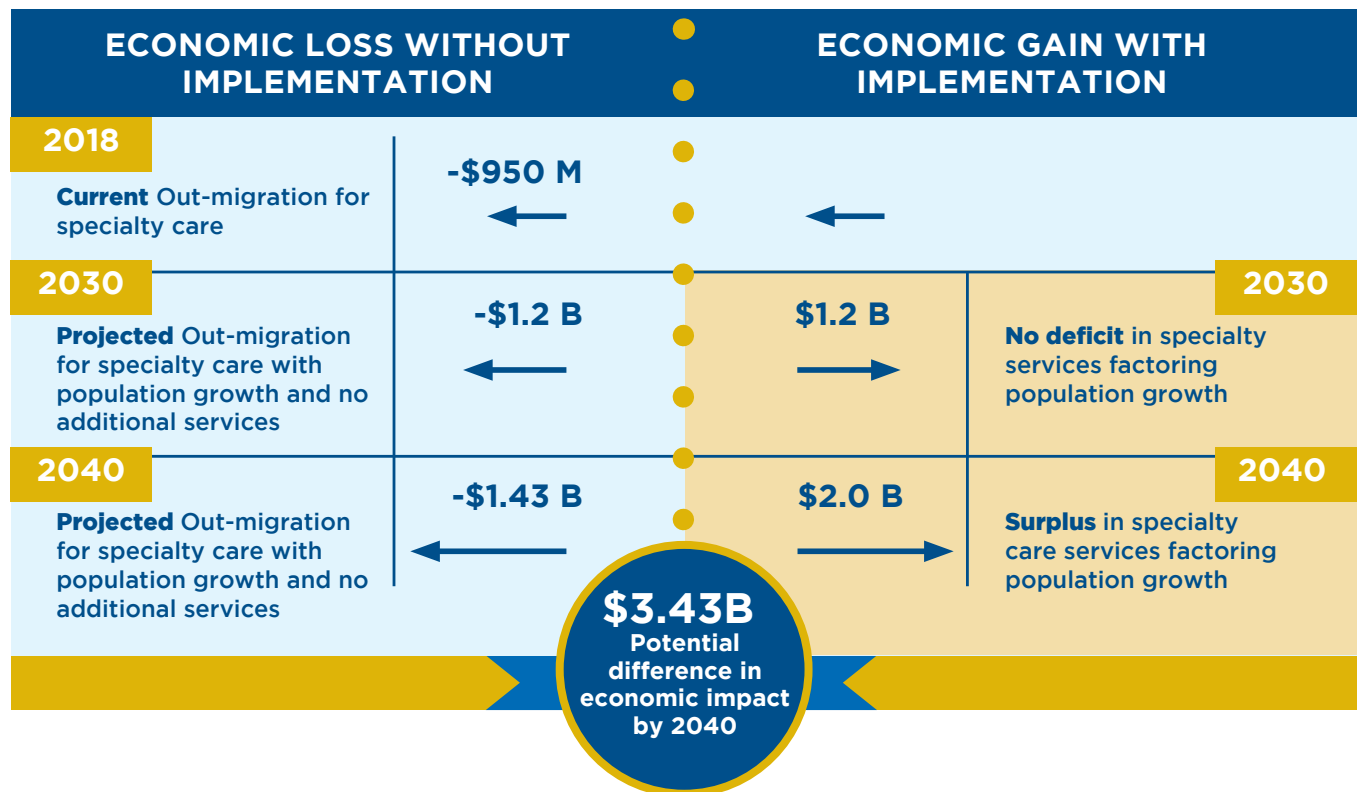 ECONOMIC LOSS WITHOUT
IMPLEMENTATION
ECONOMIC GAIN WITH
IMPLEMENTATION
2018
Current Out-migration for
specialty care
-$950 M
2030
Projected Out-migration
for specialty care with
population growth and no
additional services
-$1.2 B
$1.2 B
2030
No deficit in specialty
services factoring
population growth
2040
Projected Out-migration
for specialty care with
population growth and no
additional services
-$1.43 B
$2.0 B
2040
Surplus in specialty
care services factoring
population growth
$3.43B
Potential
difference in
economic impact
by 2040